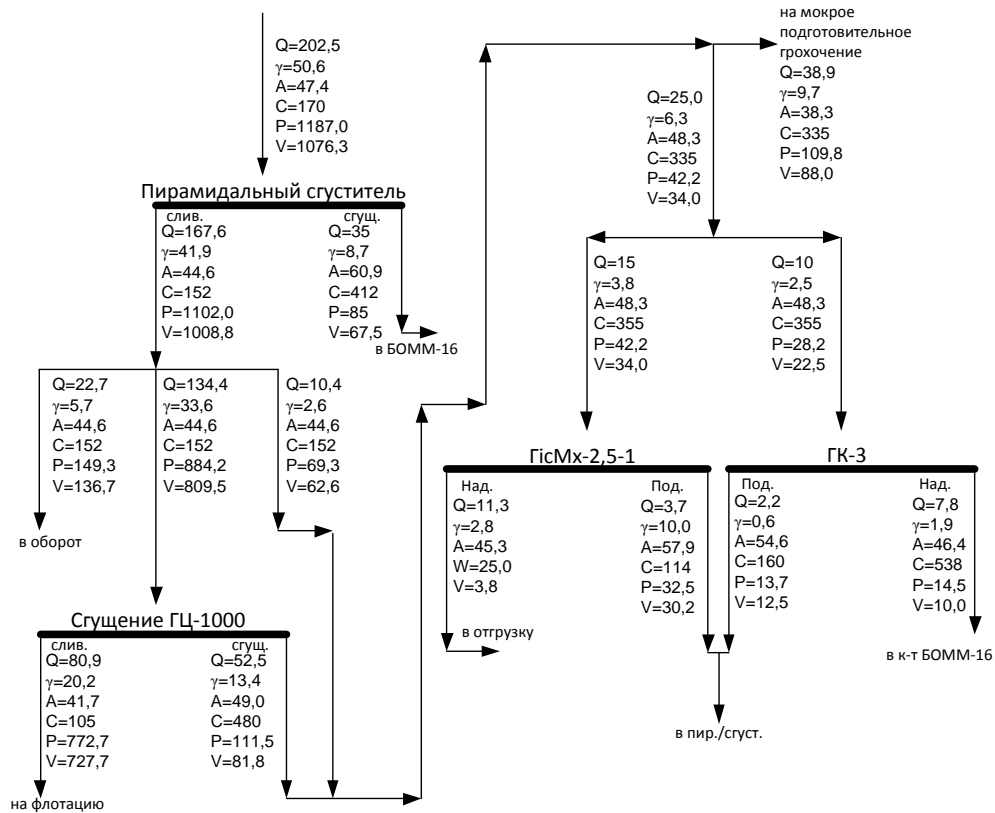 на мокрое
подготовительное
грохочение
Q=38,9
γ=9,7
A=38,3
C=335
P=109,8
V=88,0
Q=202,5
γ=50,6
A=47,4
C=170
P=1187,0
V=1076,3
Q=25,0
γ=6,3
A=48,3
C=335
P=42,2
V=34,0
Пирамидальный сгуститель
слив.
Q=167,6
γ=41,9
A=44,6
C=152
P=1102,0
V=1008,8
сгущ.
Q=35
γ=8,7
A=60,9
C=412
P=85
V=67,5
в БОММ-16
Q=15
γ=3,8
A=48,3
C=355
P=42,2
V=34,0
Q=10
γ=2,5
A=48,3
C=355
P=28,2
V=22,5
Q=22,7
γ=5,7
A=44,6
C=152
P=149,3
V=136,7
Q=134,4
γ=33,6
A=44,6
C=152
P=884,2
V=809,5
Q=10,4
γ=2,6
A=44,6
C=152
P=69,3
V=62,6
в оборот
ГісМх-2,5-1
Над.
Q=11,3
γ=2,8
A=45,3
W=25,0
V=3,8
Под.
Q=3,7
γ=10,0
A=57,9
C=114
P=32,5
V=30,2
ГК-3
Под.
Q=2,2
γ=0,6
A=54,6
C=160
P=13,7
V=12,5
Над.
Q=7,8
γ=1,9
A=46,4
C=538
P=14,5
V=10,0
в отгрузку
в к-т БОММ-16
в пир./сгуст.
Сгущение ГЦ-1000
слив.
Q=80,9
γ=20,2
A=41,7
C=105
P=772,7
V=727,7
сгущ.
Q=52,5
γ=13,4
A=49,0
C=480
P=111,5
V=81,8
на флотацию